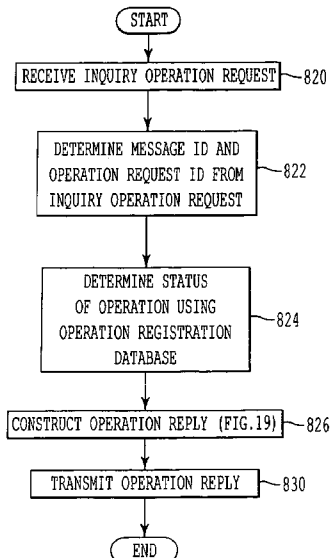 START
RECEIVE INQUIRY OPERATION REQUEST
820
DETERMINE MESSAGE ID AND
OPERATION REQUEST ID FROM
INQUIRY OPERATION REQUEST
822
DETERMINE STATUS
OF OPERATION USING
OPERATION REGISTRATION
DATABASE
824
CONSTRUCT OPERATION REPLY (FIG.19)
826
TRANSMIT OPERATION REPLY
830
END